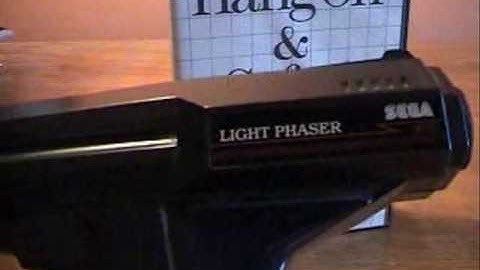 Hang On
&
LIGHT PHASER
SEGA